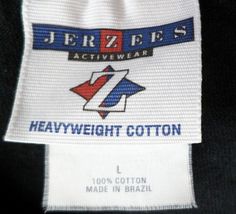 JERZEES
ACTIVEWEAR
Z
HEAVYWEIGHT COTTON
L
100% COTTON
MADE IN BRAZIL